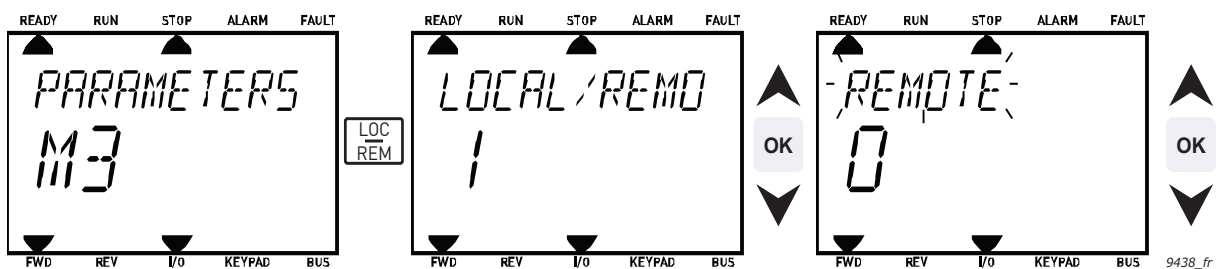 READY RUN STOP ALARM FAULT
PARAMETERS
M3
FWD REV I/O KEYPAD BUS
LOC
REM
READY RUN STOP ALARM FAULT
LOCAL/REMO
1
FWD REV I/O KEYPAD BUS
OK
READY RUN STOP ALARM FAULT
REMOTE
0
FWD REV I/O KEYPAD BUS
OK
9438_fr